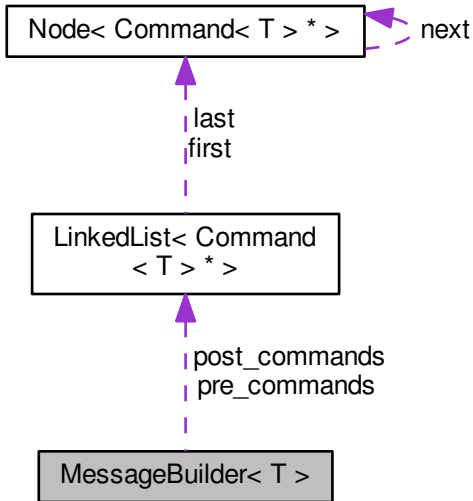 Node< Command< T > * >
next
last
first
LinkedList< Command
< T > * >
post_commands
pre_commands
MessageBuilder< T >